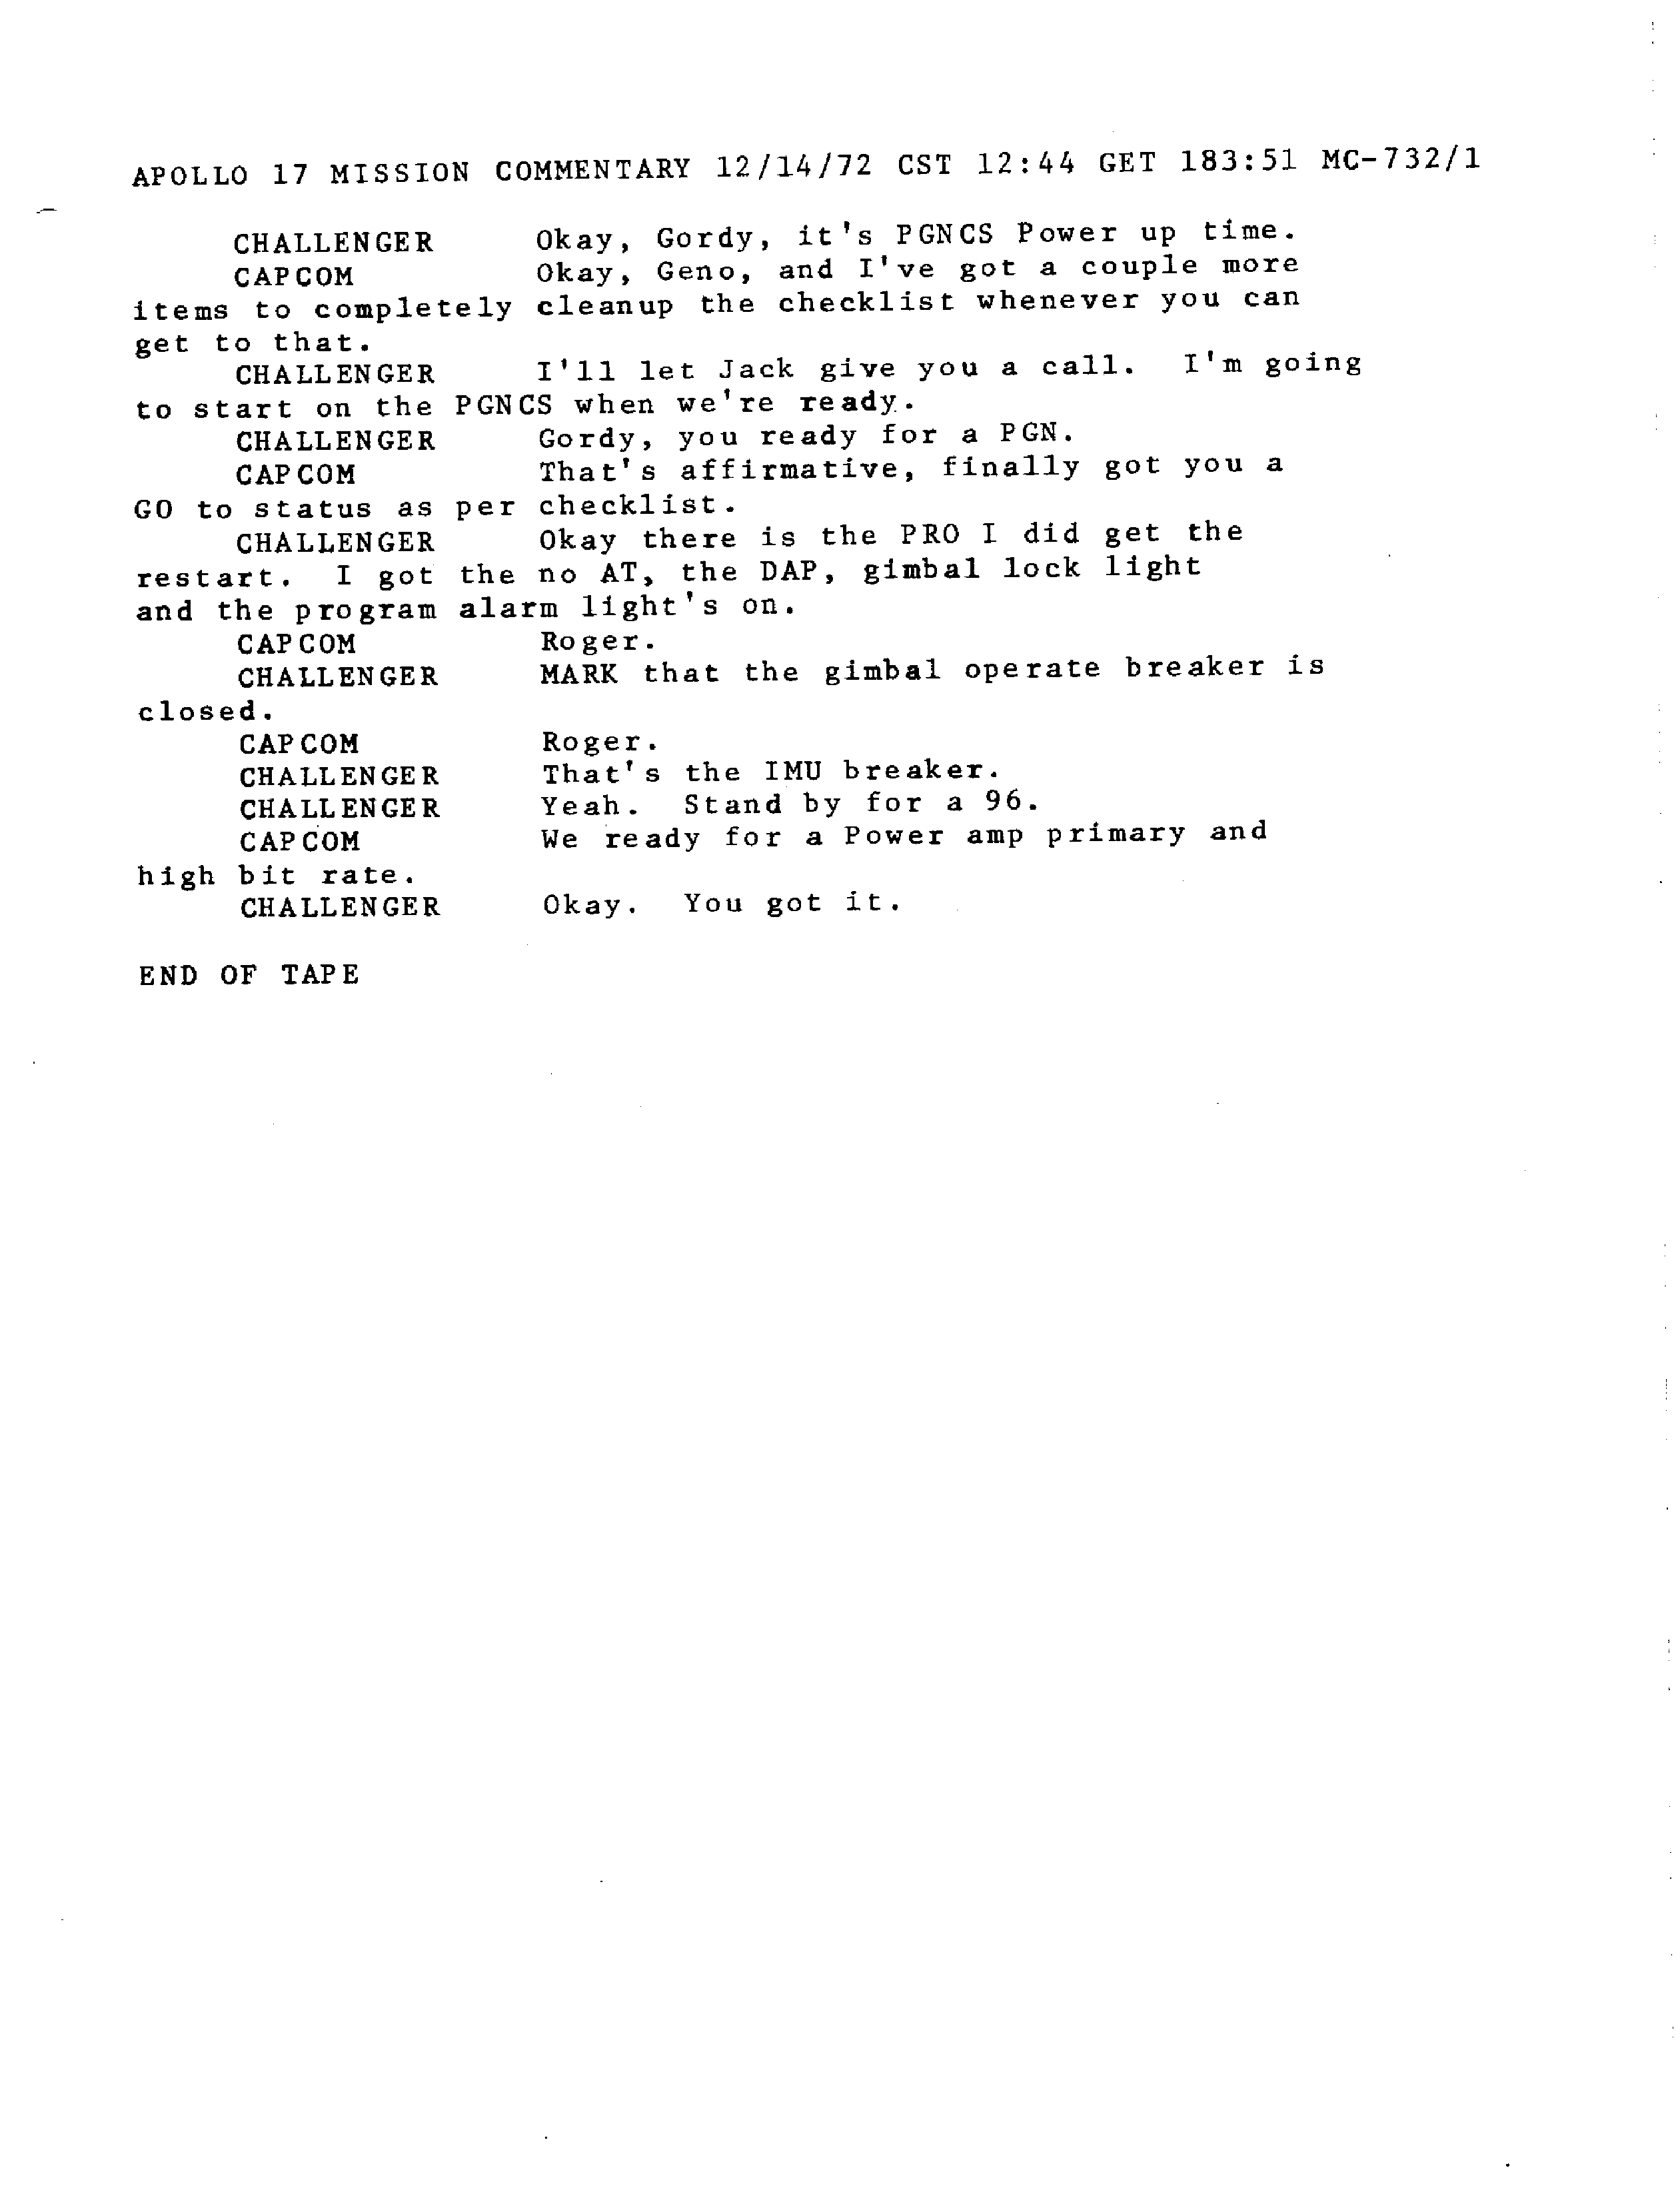 APOLLO 17 MISSION COMMENTARY 12/14/72 CST 12:44 GET 183:51 MC-732/1
CHALLENGER Okay, Gordy, it's PGNCS Power up time.
CAPCOM Okay, Geno, and I've got a couple more
items to completely cleanup the checklist whenever you can
get to that.
CHALLENGER I'll let Jack give you a call. I'm going
to start on the PGNCS when we're ready.
CHALLENGER Gordy, you ready for a PGN.
CAPCOM That's affirmative, finally got you a
GO to status as per checklist.
CHALLENGER Okay there is the PRO I did get the
restart. I got the no AT, the DAP, gimbal lock light
and the program alarm light's on.
CAPCOM Roger.
CHALLENGER MARK that the gimbal operate breaker is
closed.
CAPCOM Roger.
CHALLENGER That's the IMU breaker.
CHALLENGER Yeah. Stand by for a 96.
CAPCOM We ready for a Power amp primary and
high bit rate.
CHALLENGER Okay. You got it.
END OF TAPE